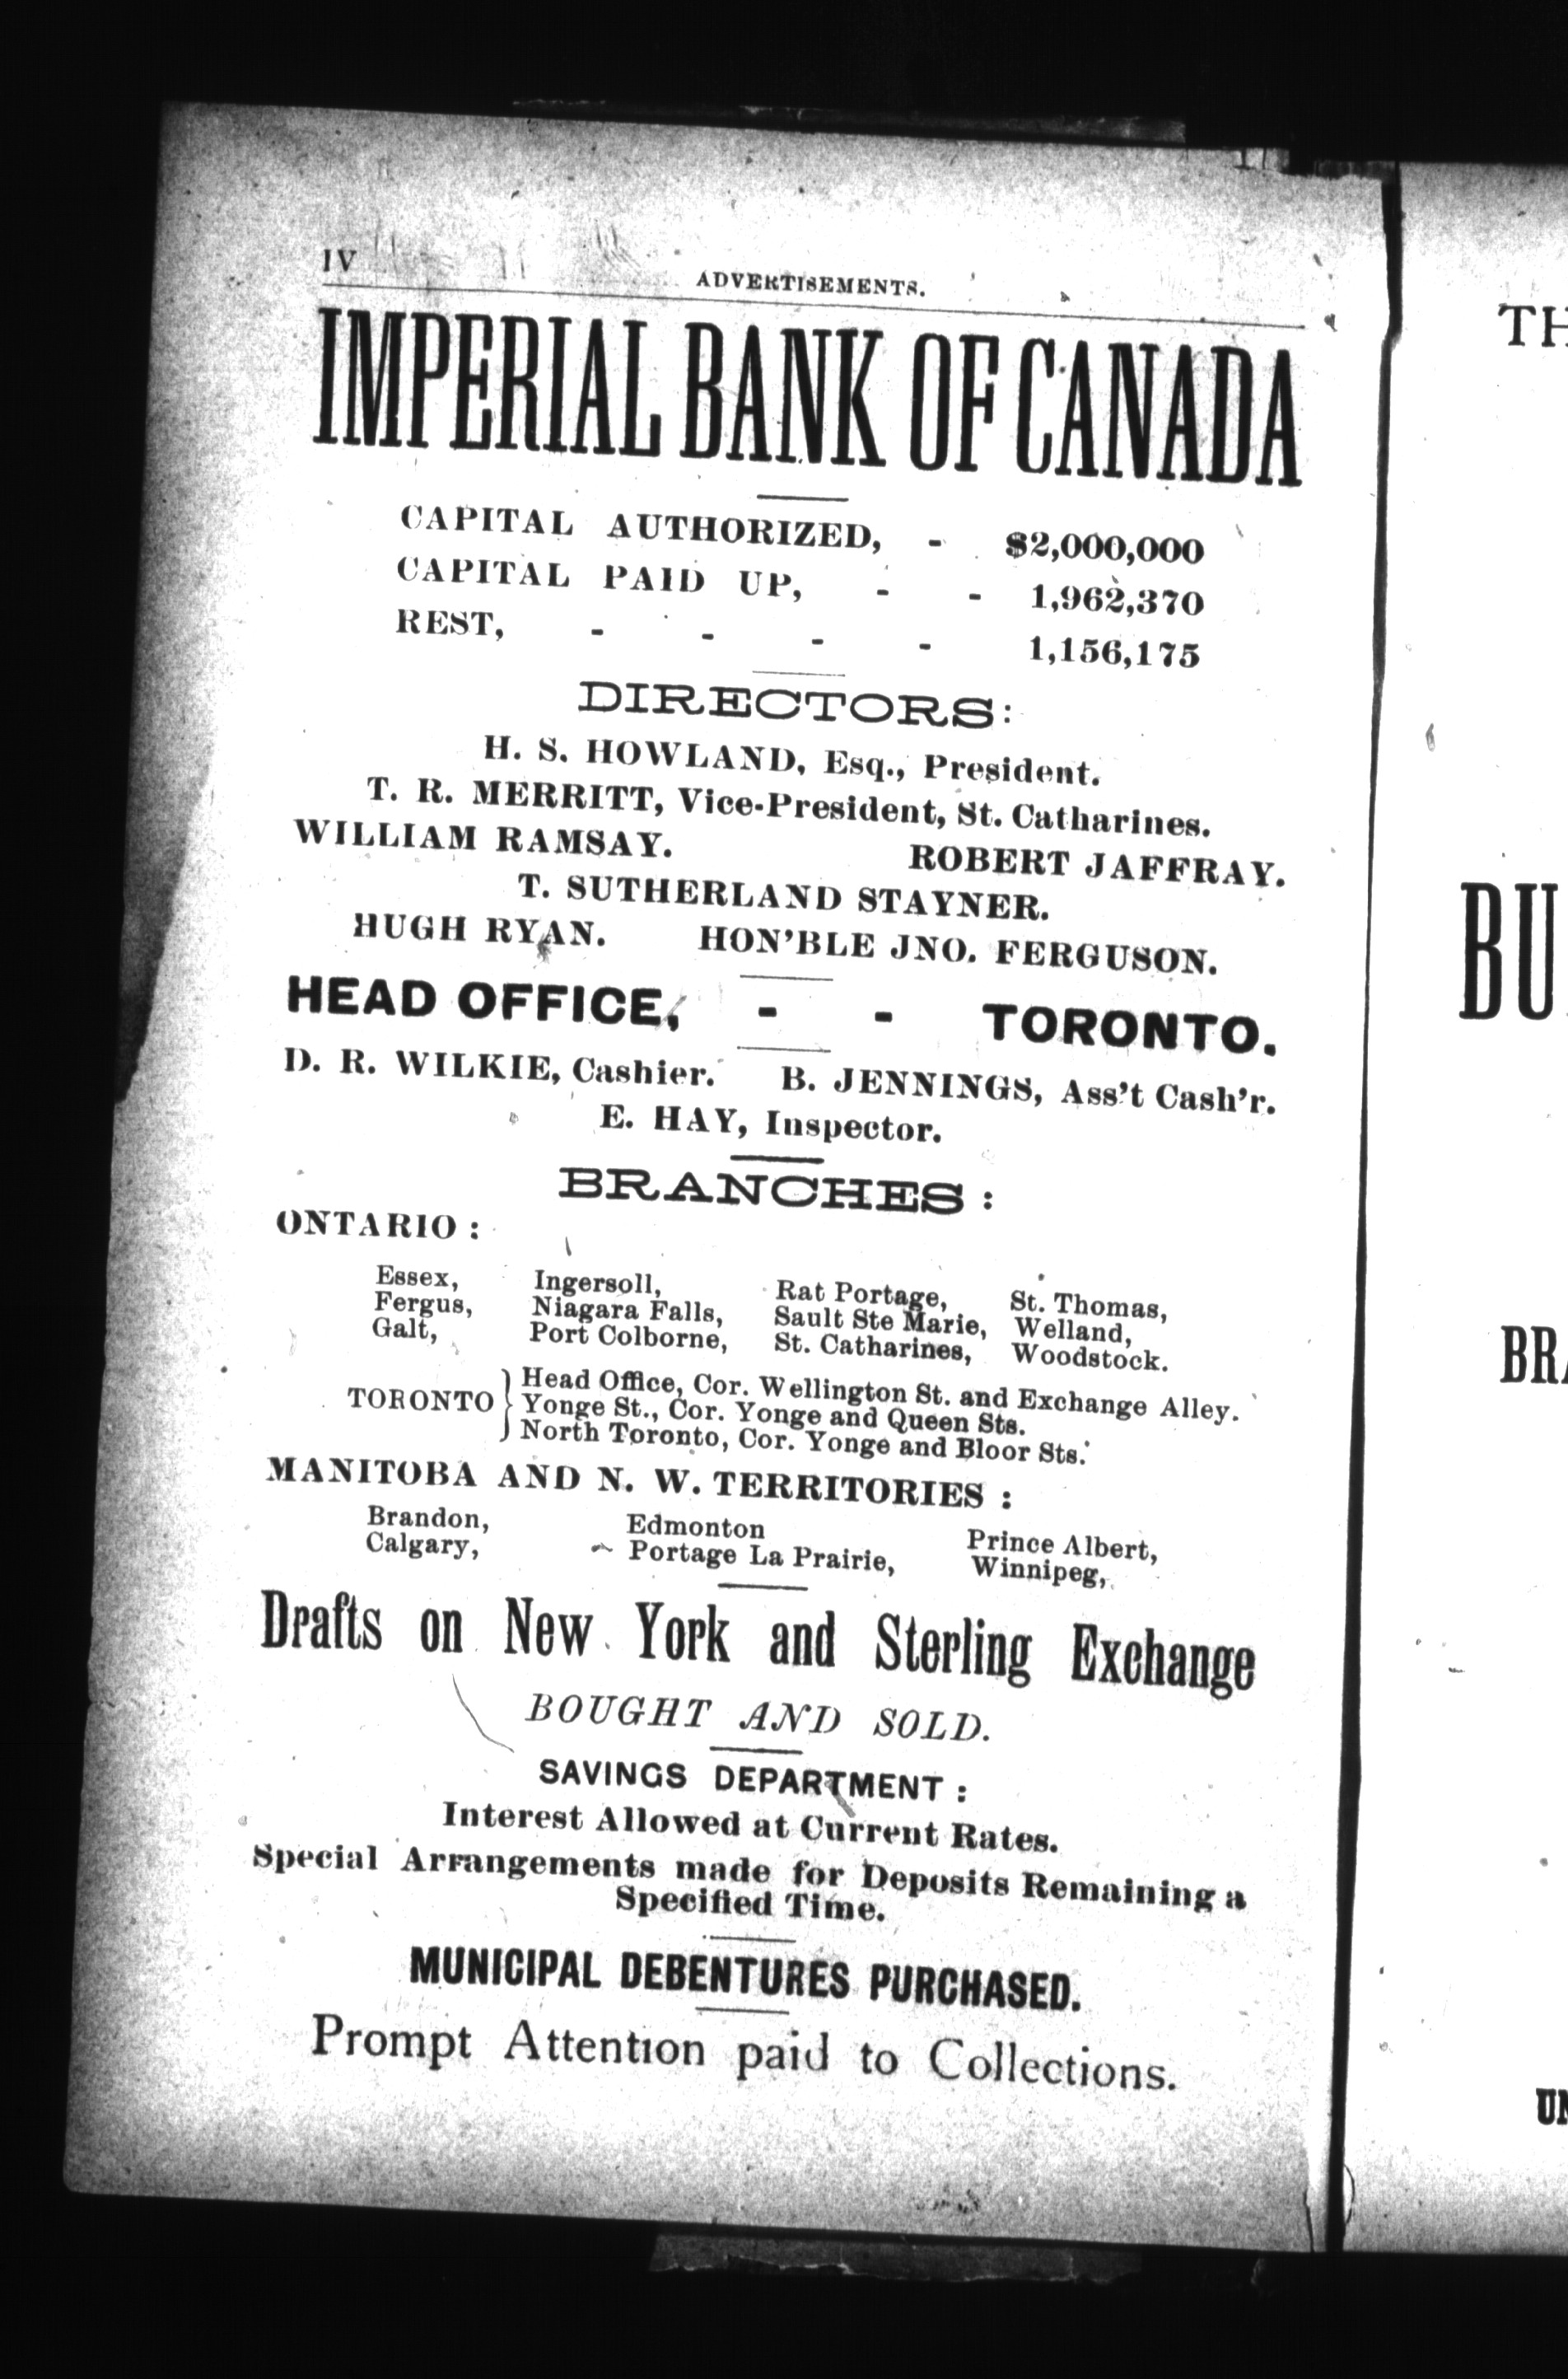 IV
ADVERTISEMENTS.
IMPERIAL BANK OF CANADA
CAPITAL AUTHORIZED, - $2,000,000
CAPITAL PAID UP, - - 1,962,370
REST, - - - - 1,156,175
DIRECTORS:
H. S. HOWLAND, Esq., President.
T. R. MERRITT, Vice-President, St. Catharines.
WILLIAM RAMSAY. ROBERT JAFFRAY.
T. SUTHERLAND STAYNER.
HUGH RYAN. HON'BLE JNO. FERGUSON.
HEAD OFFICE, - - TORONTO.
D. R. WILKIE, Cashier. B. JENNINGS, Ass't Cash'r.
E. HAY, Inspector.
BRANCHES:
ONTARIO:
Essex, Ingersoll, Rat Portage, St. Thomas,
Fergus, Niagara Falls, Sault Ste Marie, Welland,
Galt, Port Colborne, St. Catharines, Woodstock.
TORONTO { Head Office, Cor. Wellington St. and Exchange Alley.
Yonge St., Cor. Yonge and Queen Sts.
North Toronto, Cor. Yonge and Bloor Sts.
MANITOBA AND N. W. TERRITORIES:
Brandon, Edmonton Prince Albert,
Calgary, Portage La Prairie, Winnipeg,
Drafts on New York and Sterling Exchange
BOUGHT AND SOLD.
SAVINGS DEPARTMENT:
Interest Allowed at Current Rates.
Special Arrangements made for Deposits Remaining a
Specified Time.
MUNICIPAL DEBENTURES PURCHASED.
Prompt Attention paid to Collections.
TH
BU
BRA
UN